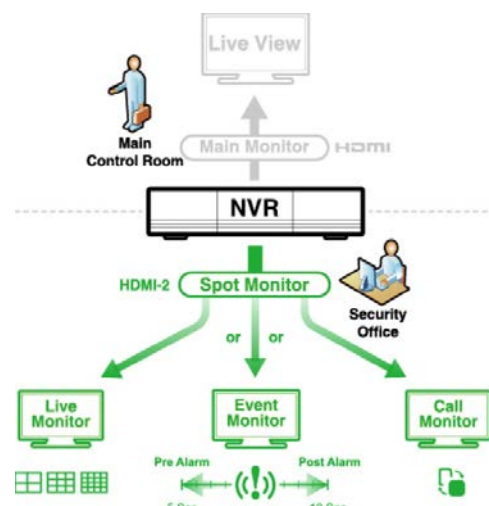 Live View
Main
Control Room
Main Monitor
HDMI
NVR
HDMI-2
Spot Monitor
Security
Office
or
or
Live
Monitor
Event
Monitor
Call
Monitor
Pre Alarm
Post Alarm